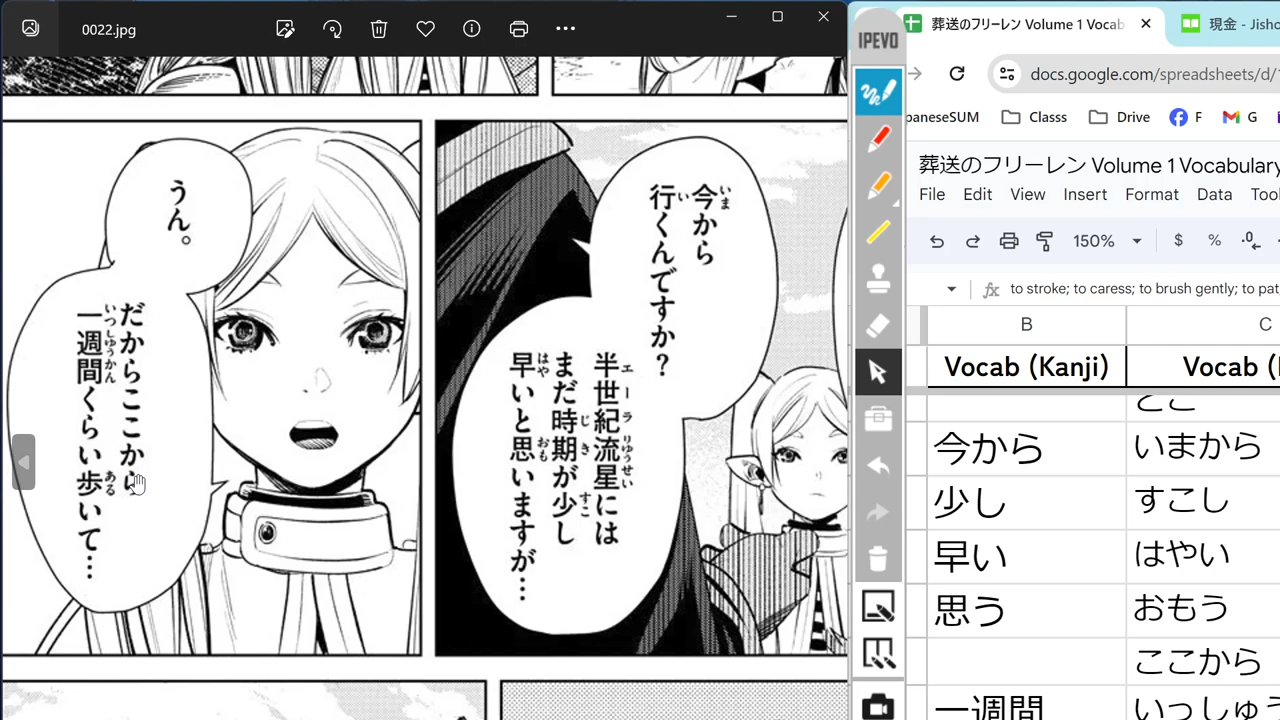 0022.jpg
今から
行くんですか?
半世紀流星には
まだ時期が少し
早いと思いますが…
うん。
だからここから
一週間くらい歩いて…
いま
い
エーラ
りゅうせい
じき
すこ
はや
おも
いっしゅうかん
ある
IPEVO
葬送のフリーレン Volume 1 Vocab
現金 - Jisho
docs.google.com/spreadsheets/d/
paneseSUM
Classs
Drive
F
G
葬送のフリーレン Volume 1 Vocabulary
File Edit View Insert Format Data Too
150%
$ % .0
fx to stroke; to caress; to brush gently; to pat
B
C
Vocab (Kanji)
Vocab (
今から いまから
少し すこし
早い はやい
思う おもう
ここから
一週間 いっしゅう